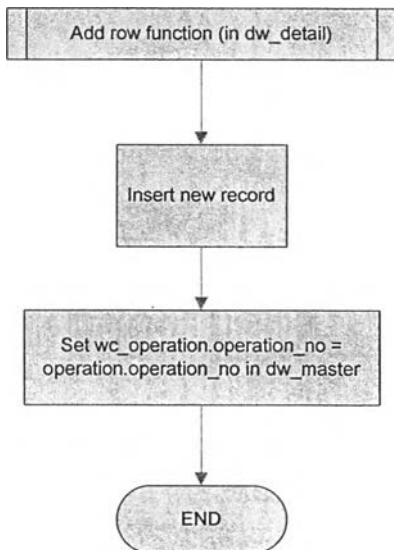 Add row function (in dw_detail)
Insert new record
Set wc_operation.operation_no =
operation.operation_no in dw_master
END